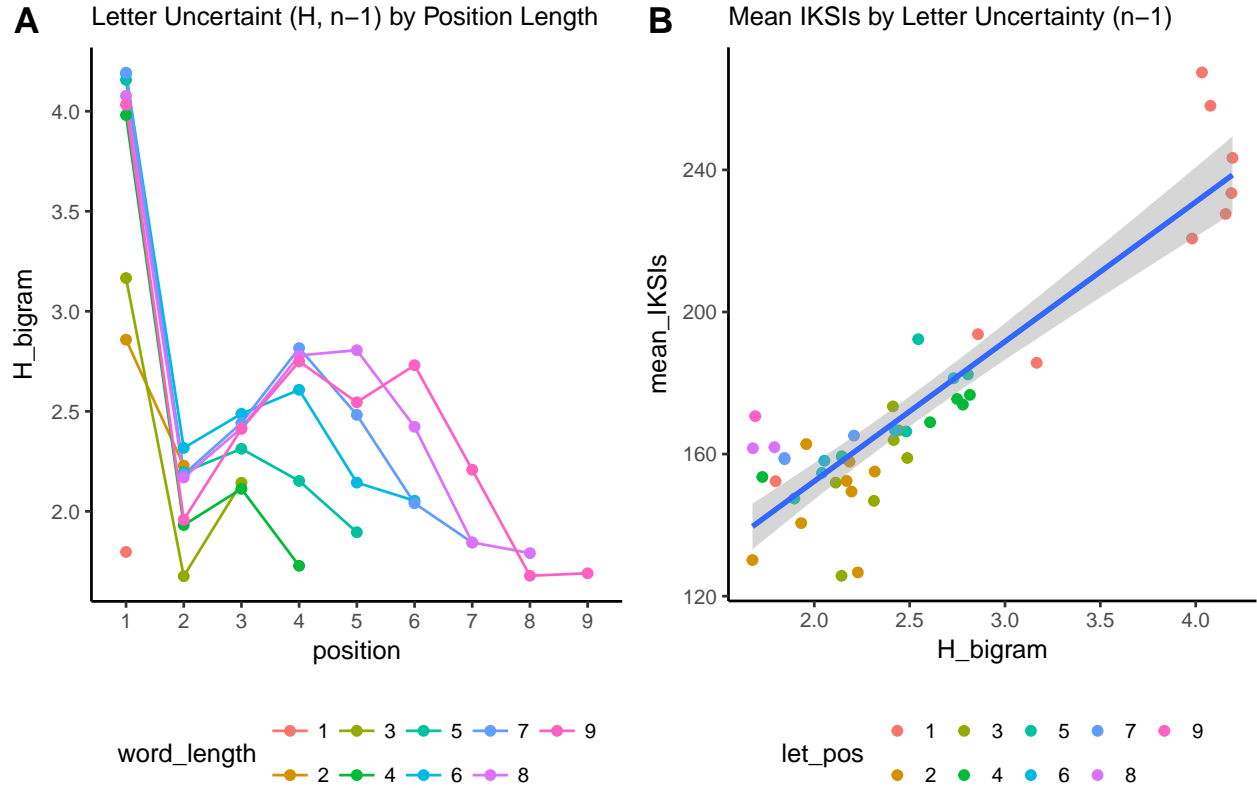 A
Letter Uncertaint (H, n−1) by Position Length
H_bigram
4.0
3.5
3.0
2.5
2.0
1 2 3 4 5 6 7 8 9
position
word_length
1 3 5 7 9
2 4 6 8
B
Mean IKSIs by Letter Uncertainty (n−1)
mean_IKSIs
240
200
160
120
2.0 2.5 3.0 3.5 4.0
H_bigram
let_pos
1 3 5 7 9
2 4 6 8